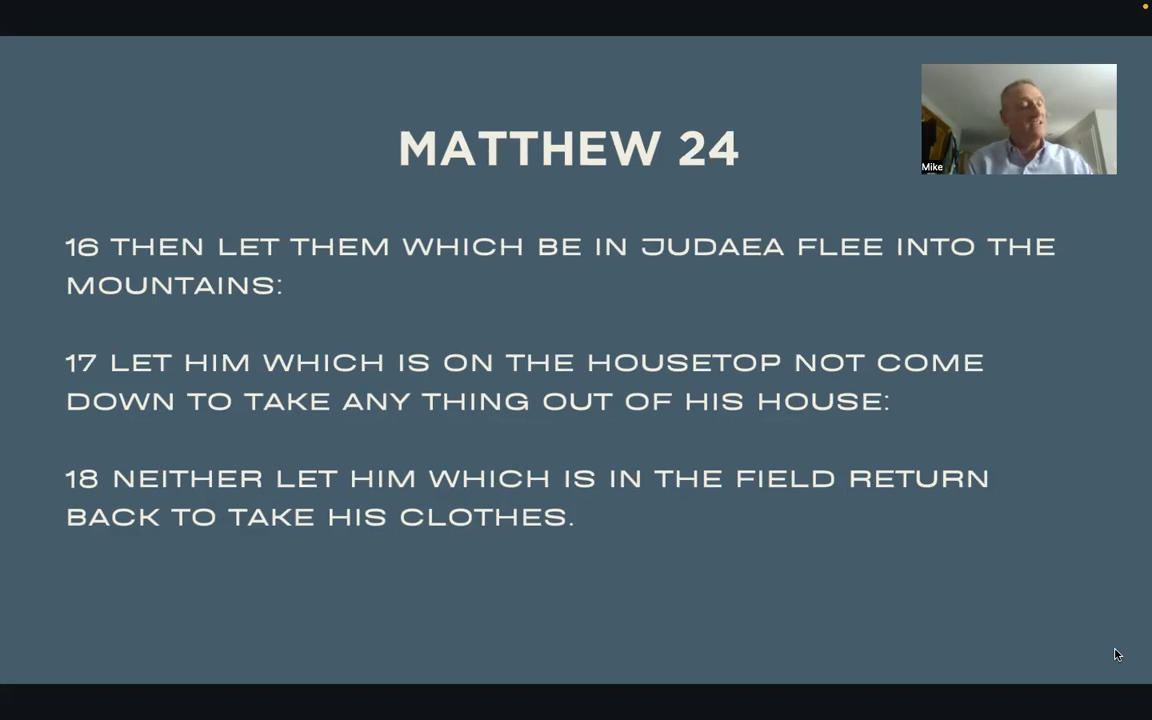 MATTHEW 24
Mike
16 THEN LET THEM WHICH BE IN JUDAEA FLEE INTO THE
MOUNTAINS:
17 LET HIM WHICH IS ON THE HOUSETOP NOT COME
DOWN TO TAKE ANY THING OUT OF HIS HOUSE:
18 NEITHER LET HIM WHICH IS IN THE FIELD RETURN
BACK TO TAKE HIS CLOTHES.